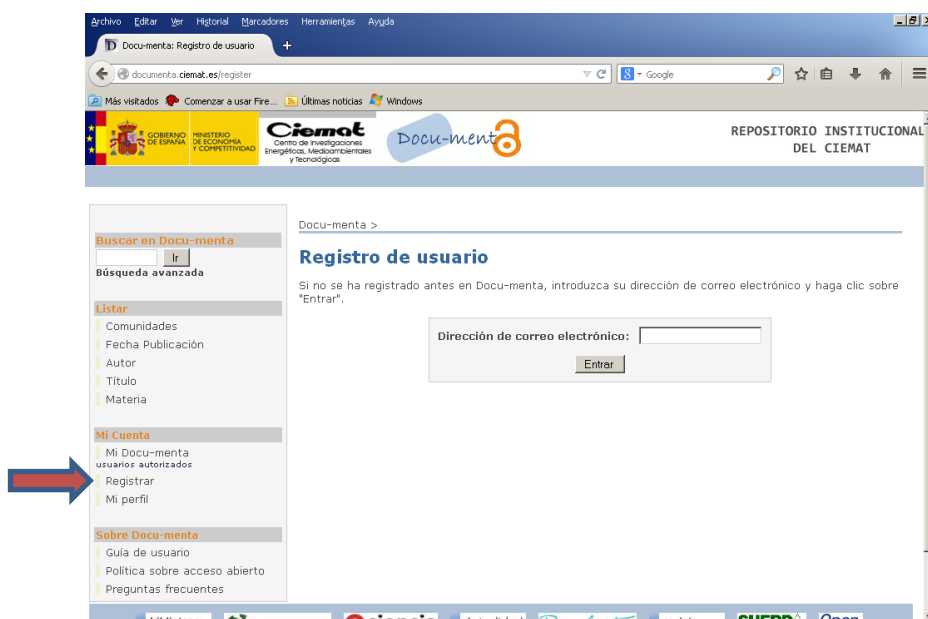 Archivo Editar Ver Historial Marcadores Herramientas Ayuda
Docu-menta: Registro de usuario
documenta.ciemat.es/register
Google
Más visitados Comenzar a usar Fire... Últimas noticias Windows
GOBIERNO DE ESPAÑA
MINISTERIO DE ECONOMÍA Y COMPETITIVIDAD
Ciemat
Centro de Investigaciones
Energéticas, Medioambientales
y Tecnológicas
Docu-menta
REPOSITORIO INSTITUCIONAL
DEL CIEMAT
Docu-menta >
Buscar en Docu-menta
Ir
Búsqueda avanzada
Listar
Comunidades
Fecha Publicación
Autor
Título
Materia
Mi Cuenta
Mi Docu-menta
usuarios autorizados
Registrar
Mi perfil
Sobre Docu-menta
Guía de usuario
Política sobre acceso abierto
Preguntas frecuentes
Registro de usuario
Si no se ha registrado antes en Docu-menta, introduzca su dirección de correo electrónico y haga clic sobre
"Entrar".
Dirección de correo electrónico:
Entrar